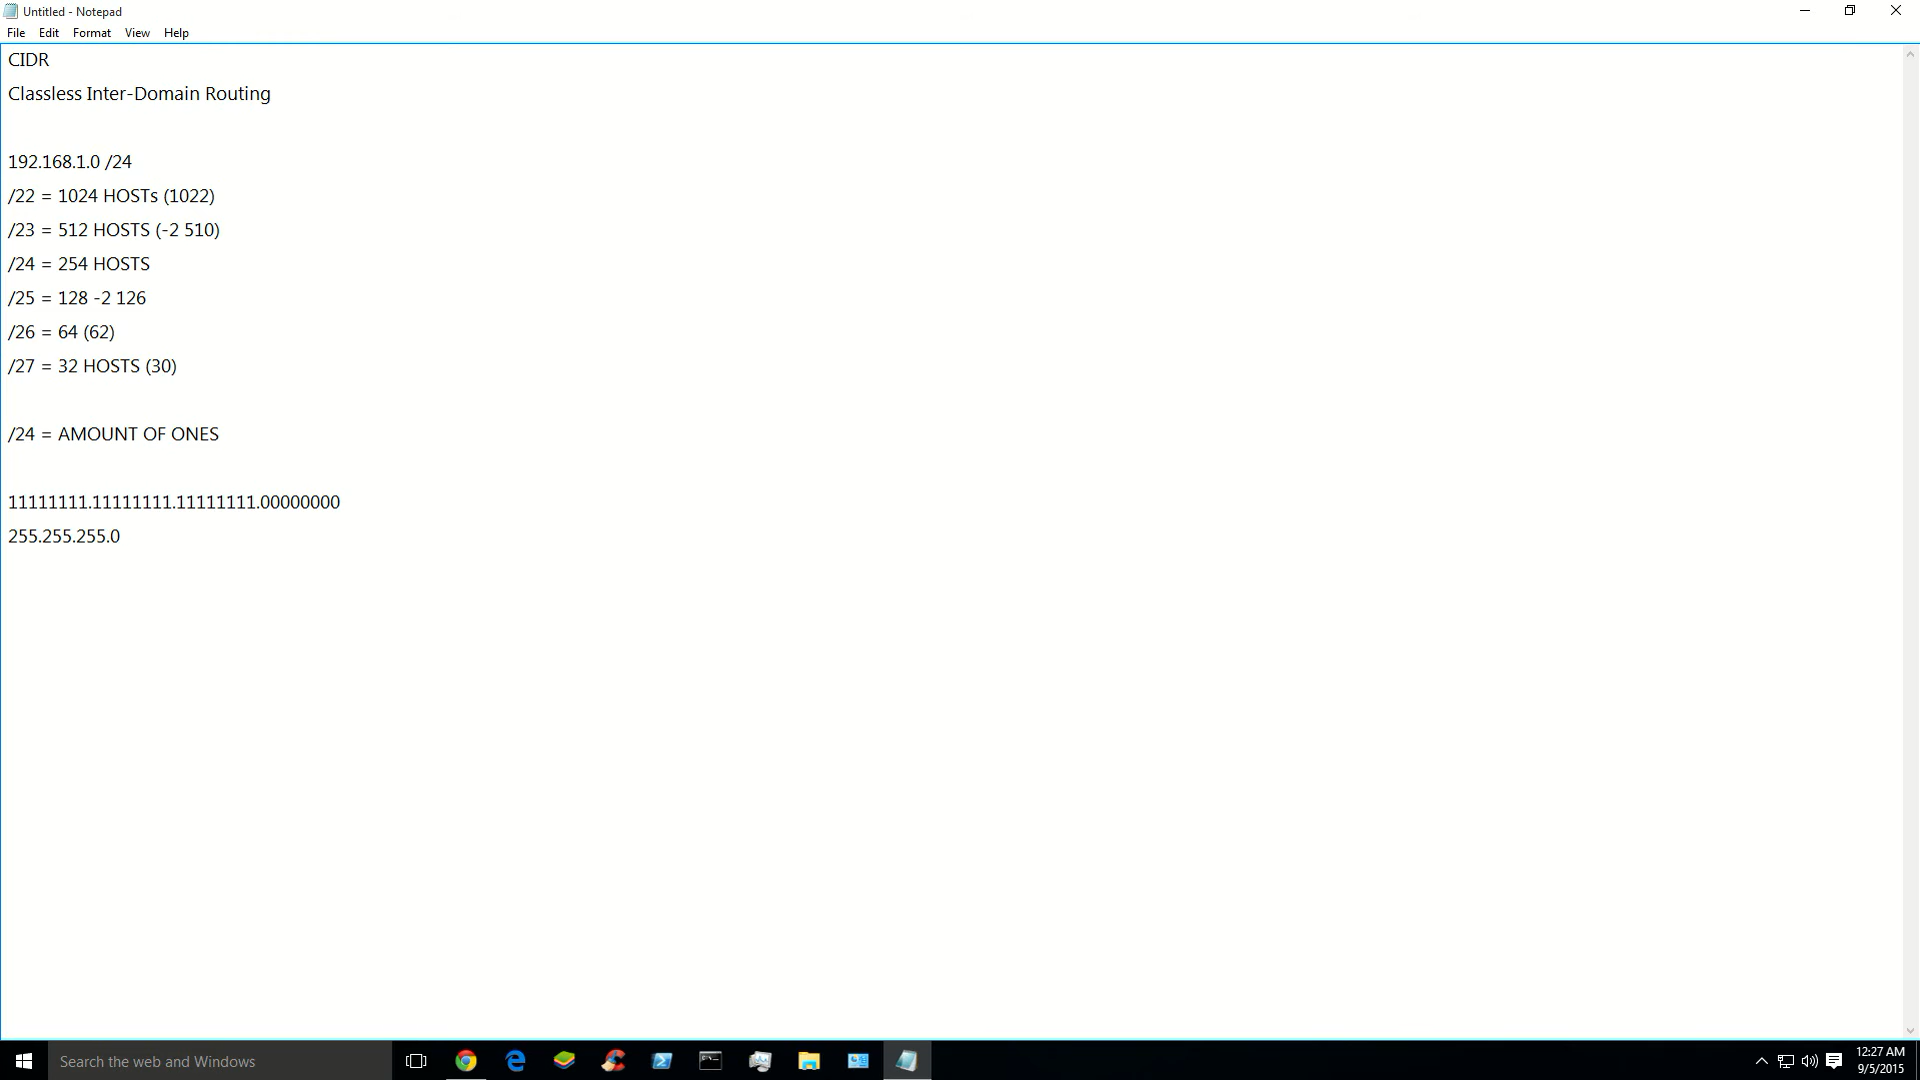 Untitled - Notepad
File Edit Format View Help
CIDR
Classless Inter-Domain Routing
192.168.1.0 /24
/22 = 1024 HOSTs (1022)
/23 = 512 HOSTS (-2 510)
/24 = 254 HOSTS
/25 = 128 -2 126
/26 = 64 (62)
/27 = 32 HOSTS (30)
/24 = AMOUNT OF ONES
11111111.11111111.11111111.00000000
255.255.255.0
Search the web and Windows
12:27 AM
9/5/2015